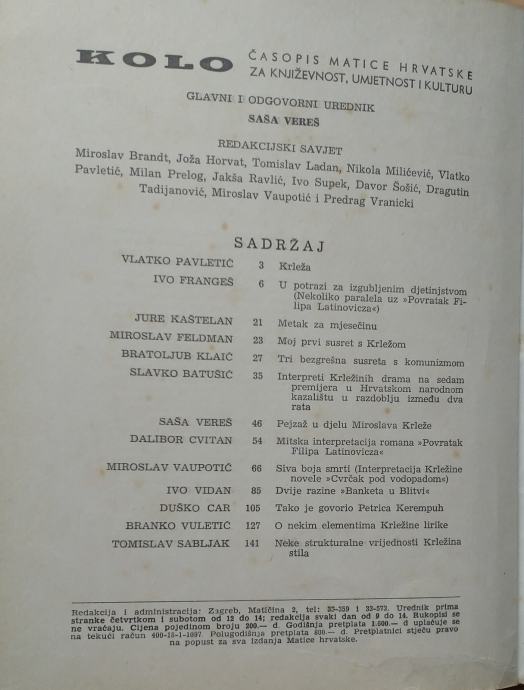 KOLO ČASOPIS MATICE HRVATSKE
ZA KNJIŽEVNOST, UMJETNOST I KULTURU
GLAVNI I ODGOVORNI UREDNIK
SAŠA VEREŠ
REDAKCIJSKI SAVJET
Miroslav Brandt, Joža Horvat, Tomislav Ladan, Nikola Milićević, Vlatko
Pavletić, Milan Prelog, Jakša Ravlić, Ivo Supek, Davor Šošić, Dragutin
Tadijanović, Miroslav Vaupotić i Predrag Vranicki
SADRŽAJ
VLATKO PAVLETIĆ 3 Krleža
IVO FRANGEŠ 6 U potrazi za izgubljenim djetinjstvom
(Nekoliko paralela uz »Povratak Fi-
lipa Latinovicza«)
JURE KAŠTELAN 21 Metak za mjesečinu
MIROSLAV FELDMAN 23 Moj prvi susret s Krležom
BRATOLJUB KLAIĆ 27 Tri bezgrešna susreta s komunizmom
SLAVKO BATUŠIĆ 35 Interpreti Krležinih drama na sedam
premijera u Hrvatskom narodnom
kazalištu u razdoblju između dva
rata
SAŠA VEREŠ 46 Pejzaž u djelu Miroslava Krleže
DALIBOR CVITAN 54 Mitska interpretacija romana »Povratak
Filipa Latinovicza«
MIROSLAV VAUPOTIĆ 66 Siva boja smrti (Interpretacija Krležine
novele »Cvrčak pod vodopadom«)
IVO VIDAN 85 Dvije razine »Banketa u Blitvi«
DUŠKO CAR 105 Tako je govorio Petrica Kerempuh
BRANKO VULETIĆ 127 O nekim elementima Krležine lirike
TOMISLAV SABLJAK 141 Neke strukturalne vrijednosti Krležina
stila
Redakcija i administracija: Zagreb, Matičina 2, tel: 33-359 i 33-573. Urednik prima
stranke četvrtkom i subotom od 12 do 14; redakcija svaki dan od 9 do 14. Rukopisi se
ne vraćaju. Cijena pojedinom broju 200.— d. Godišnja pretplata 1.600.— d uplaćuje se
na tekući račun 400-15-1-1097. Polugodišnja pretplata 800.— d. Pretplatnici stječu pravo
na popust za sva izdanja Matice hrvatske.